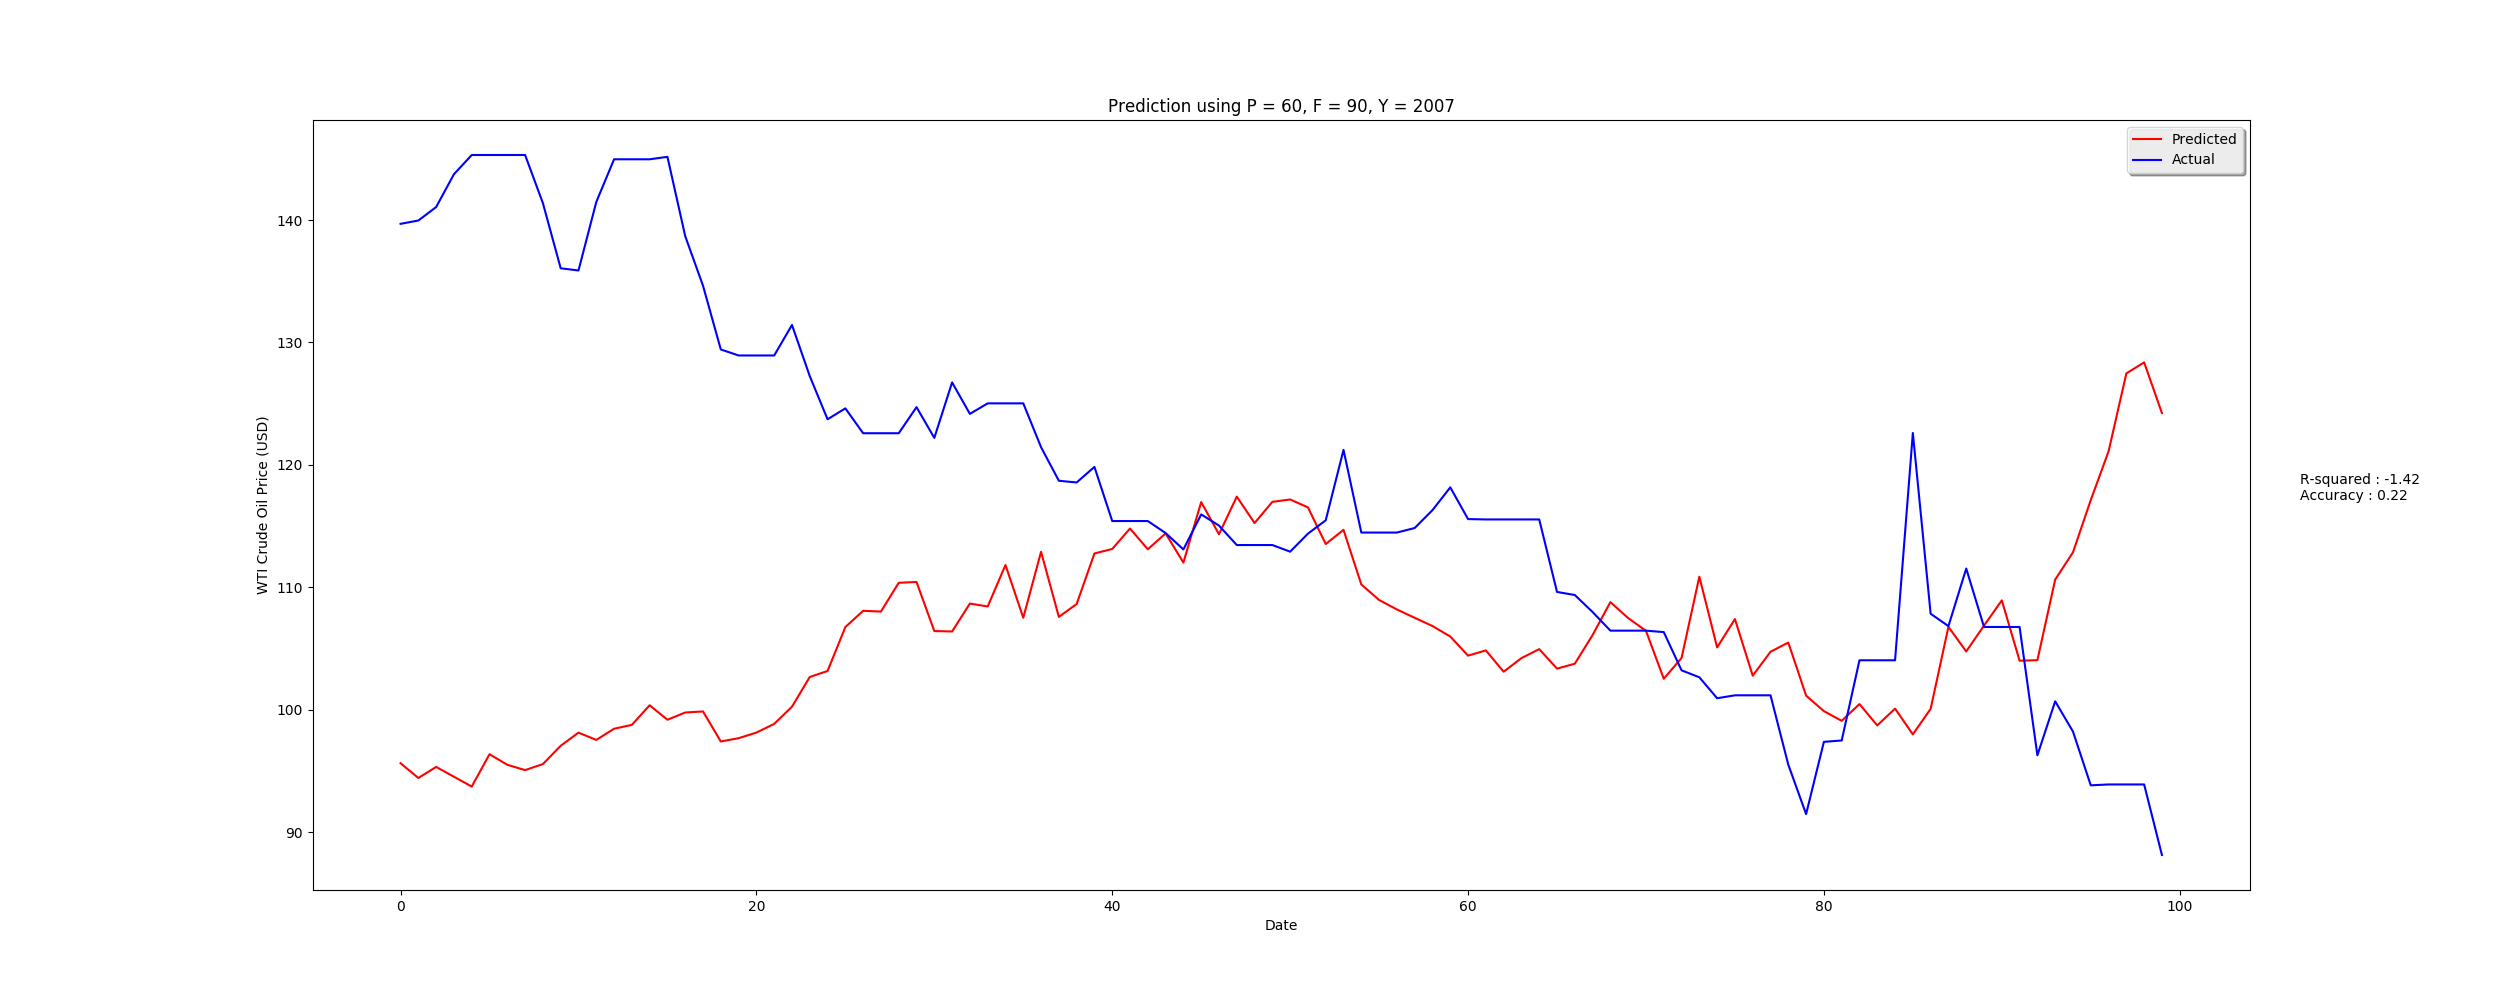 Prediction using P = 60, F = 90, Y = 2007
Predicted
Actual
140
130
120
110
100
90
WTI Crude Oil Price (USD)
R-squared : -1.42
Accuracy : 0.22
0 20 40 60 80 100
Date